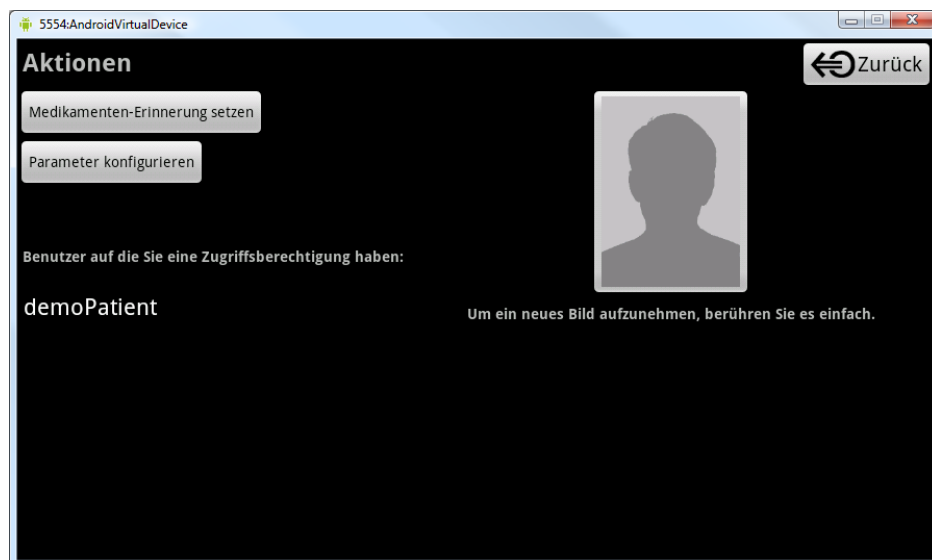 5554:AndroidVirtualDevice
Aktionen
Zurück
Medikamenten-Erinnerung setzen
Parameter konfigurieren
Benutzer auf die Sie eine Zugriffsberechtigung haben:
demoPatient
Um ein neues Bild aufzunehmen, berühren Sie es einfach.